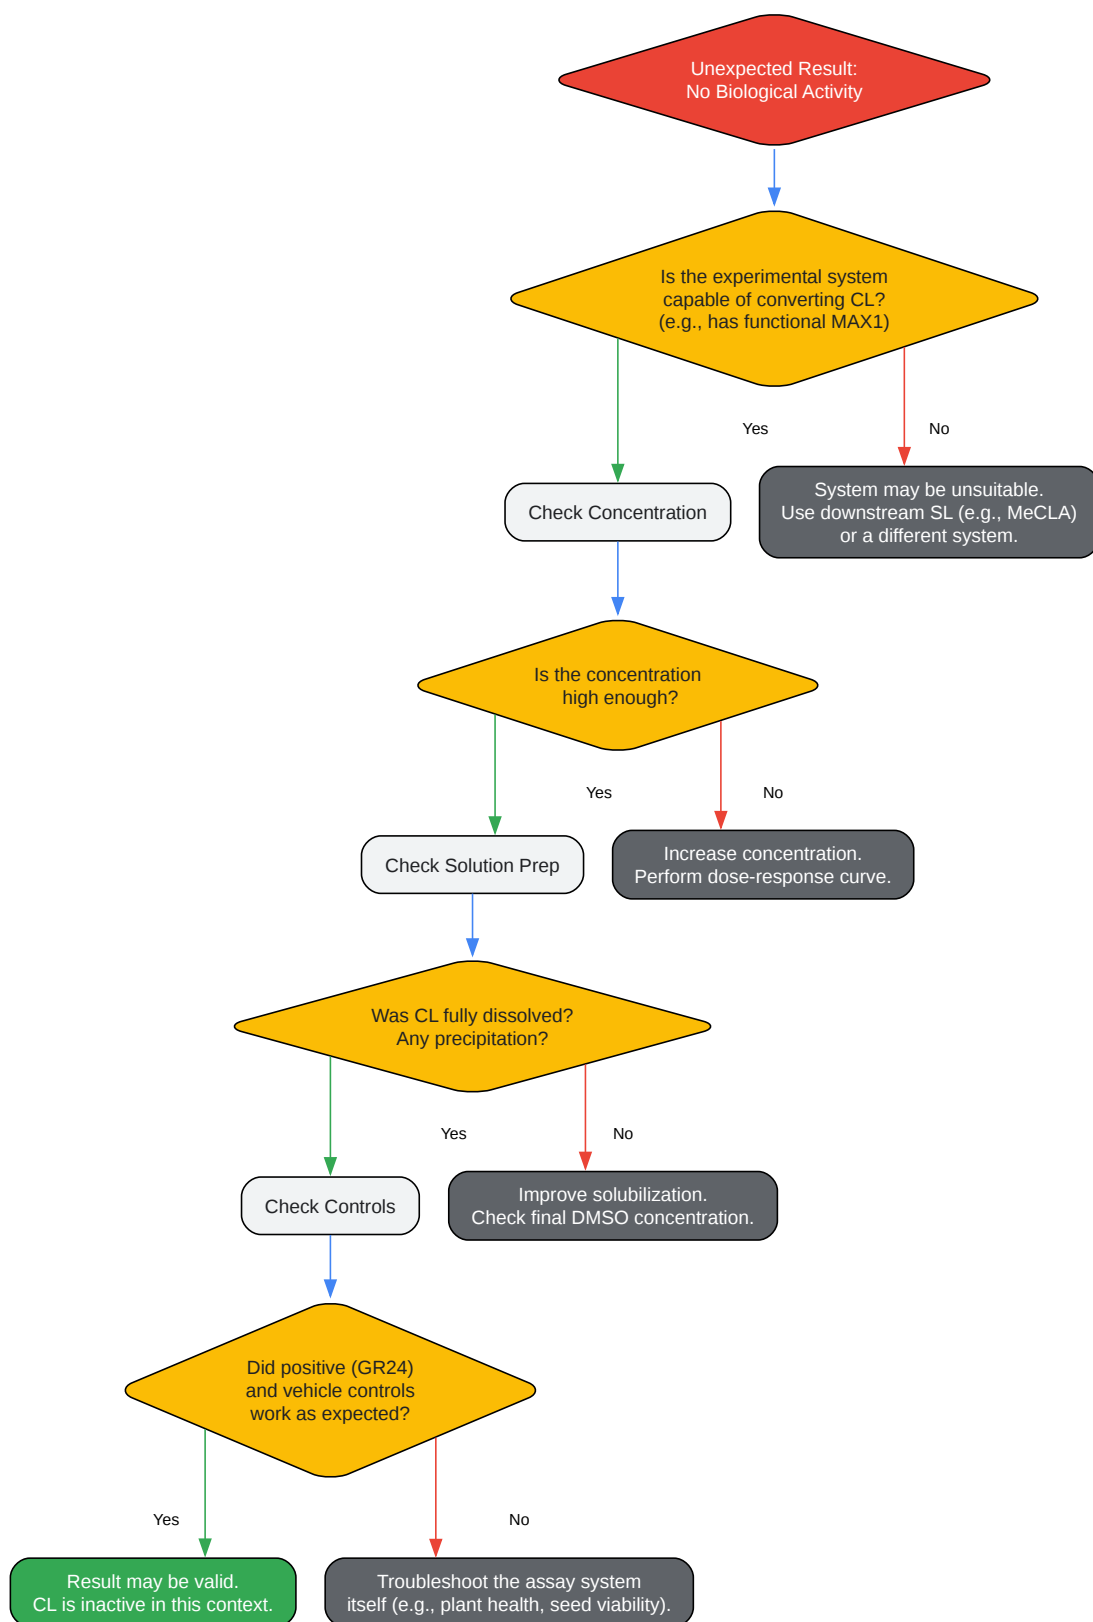 Unexpected Result:
No Biological Activity
Is the experimental system
capable of converting CL?
(e.g., has functional MAX1)
Yes
No
Check Concentration
System may be unsuitable.
Use downstream SL (e.g., MeCLA)
or a different system.
Is the concentration
high enough?
Yes
No
Check Solution Prep
Increase concentration.
Perform dose-response curve.
Was CL fully dissolved?
Any precipitation?
Yes
No
Check Controls
Improve solubilization.
Check final DMSO concentration.
Did positive (GR24)
and vehicle controls
work as expected?
Yes
No
Result may be valid.
CL is inactive in this context.
Troubleshoot the assay system
itself (e.g., plant health, seed viability).